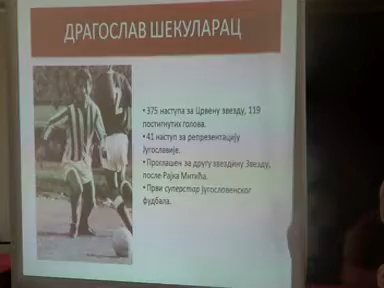 ДРАГОСЛАВ ШЕКУЛАРАЦ
• 375 наступа за Црвену звезду, 119
постигнутих голова.
• 41 наступ за репрезентацију
Југославије.
• Проглашен за другу звездину Звезду,
после Рајка Митића.
• Први суперстар југословенског
фудбала.
2